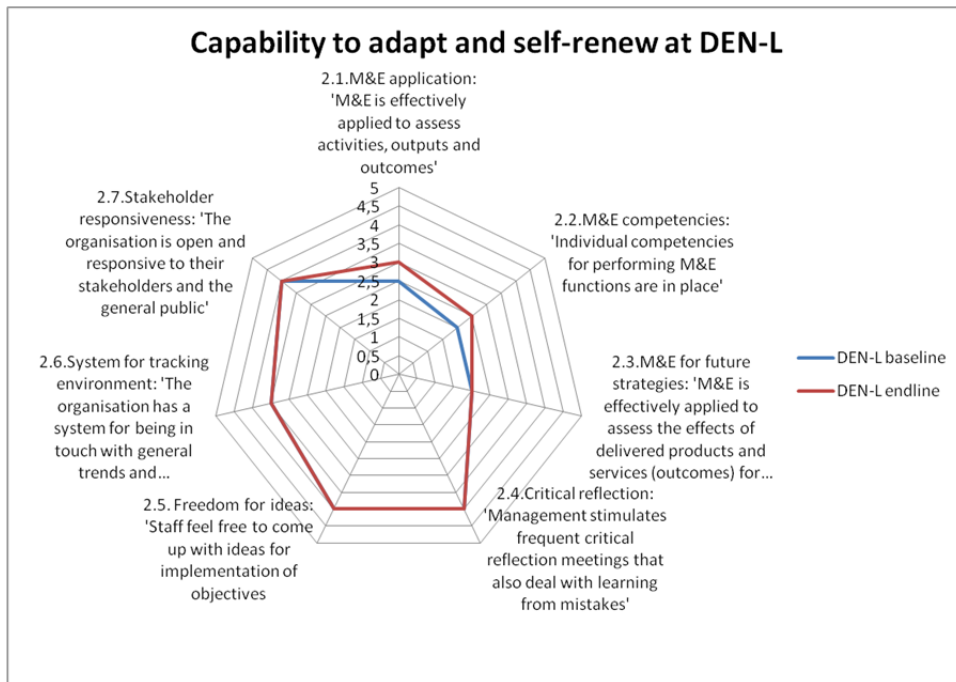 Capability to adapt and self-renew at DEN-L
2.1.M&E application:
'M&E is effectively
applied to assess
activities, outputs and
outcomes'
5
4,5
4
3,5
3
2,5
2
1,5
1
0,5
0
2.2.M&E competencies:
'Individual competencies
for performing M&E
functions are in place'
2.3.M&E for future
strategies: 'M&E is
effectively applied to
assess the effects of
delivered products and
services (outcomes) for...
2.4.Critical reflection:
'Management stimulates
frequent critical
reflection meetings that
also deal with learning
from mistakes'
2.5. Freedom for ideas:
'Staff feel free to come
up with ideas for
implementation of
objectives
2.6.System for tracking
environment: 'The
organisation has a
system for being in
touch with general
trends and...
2.7.Stakeholder
responsiveness: 'The
organisation is open and
responsive to their
stakeholders and the
general public'
DEN-L baseline
DEN-L endline